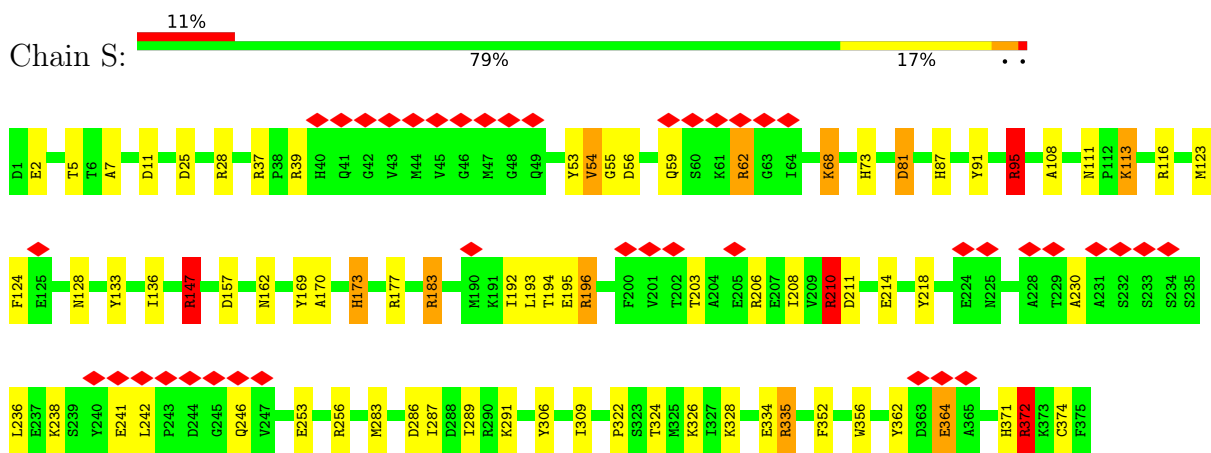 11%
Chain S:
79% 17% • •
D1 E2 T5 T6 A7 D11 D25 R28 R37 P38 R39 H40 Q41 G42 V43 M44 V45 G46 M47 G48 Q49 Y53 V54 G55 D56 Q59 S60 K61 R62 G63 I64 K68 H73 D81 H87 Y91 R95 A108 N111 P112 K113 R116 M123
F124 E125 N128 Y133 I136 R147 D157 N162 Y169 A170 H173 R177 R183 M190 K191 I192 L193 T194 E195 R196 F200 V201 T202 T203 A204 E205 R206 E207 I208 V209 R210 D211 E214 Y218 E224 N225 A228 T229 A230 A231 S232 S233 S234 S235
L236 E237 K238 S239 Y240 E241 L242 P243 D244 G245 Q246 V247 E253 R256 M283 D286 I287 D288 I289 R290 K291 Y306 I309 P322 S323 T324 M325 K326 I327 K328 E334 R335 F352 W356 Y362 D363 E364 A365 H371 R372 K373 C374 F375